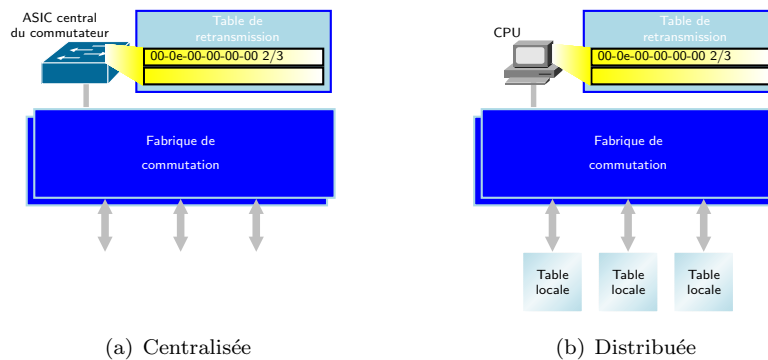 ASIC central
du commutateur
Table de
retransmission
00-0e-00-00-00-00 2/3
Fabrique de
commutation
(a) Centralisée
CPU
Table de
retransmission
00-0e-00-00-00-00 2/3
Fabrique de
commutation
Table
locale
Table
locale
Table
locale
(b) Distribuée